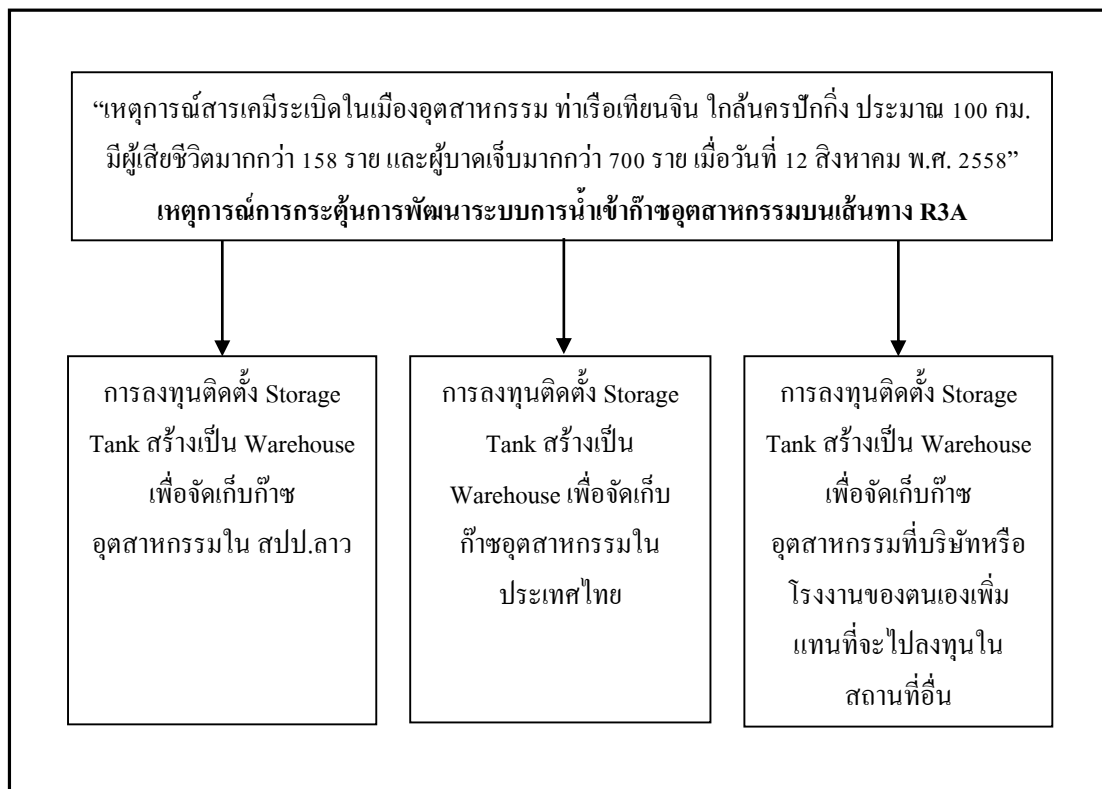 “เหตุการณ์สารเคมีระเบิดในเมืองอุตสาหกรรม ท่าเรือเทียนจิน ใกล้นครปักกิ่ง ประมาณ 100 กม.
มีผู้เสียชีวิตมากกว่า 158 ราย และผู้บาดเจ็บมากกว่า 700 ราย เมื่อวันที่ 12 สิงหาคม พ.ศ. 2558”
เหตุการณ์การกระตุ้นการพัฒนาระบบการน้ำเข้าก๊าซอุตสาหกรรมบนเส้นทาง R3A
การลงทุนติดตั้ง Storage
Tank สร้างเป็น Warehouse
เพื่อจัดเก็บก๊าซ
อุตสาหกรรมใน สปป.ลาว
การลงทุนติดตั้ง Storage
Tank สร้างเป็น
Warehouse เพื่อจัดเก็บ
ก๊าซอุตสาหกรรมใน
ประเทศไทย
การลงทุนติดตั้ง Storage
Tank สร้างเป็น Warehouse
เพื่อจัดเก็บก๊าซ
อุตสาหกรรมที่บริษัทหรือ
โรงงานของตนเองเพิ่ม
แทนที่จะไปลงทุนใน
สถานที่อื่น